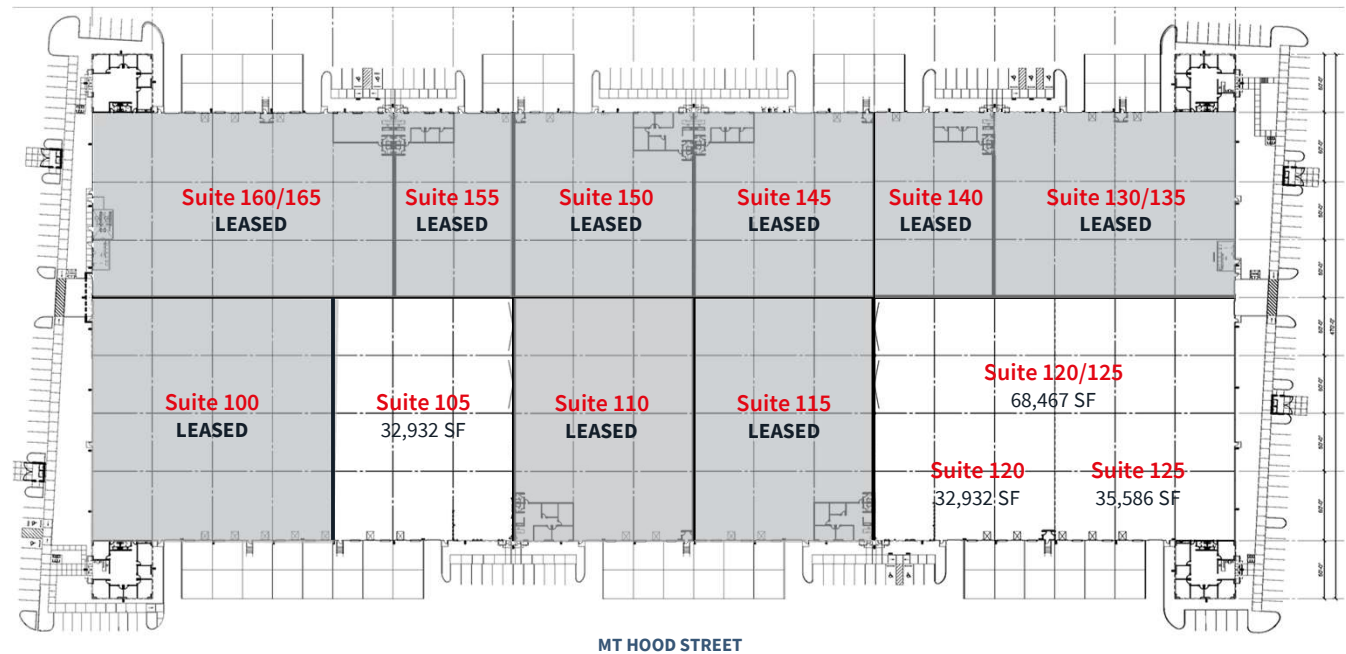 Suite 160/165
LEASED
Suite 155
LEASED
Suite 150
LEASED
Suite 145
LEASED
Suite 140
LEASED
Suite 130/135
LEASED
Suite 100
LEASED
Suite 105
32,932 SF
Suite 110
LEASED
Suite 115
LEASED
Suite 120/125
68,467 SF
Suite 120
32,932 SF
Suite 125
35,586 SF
MT HOOD STREET